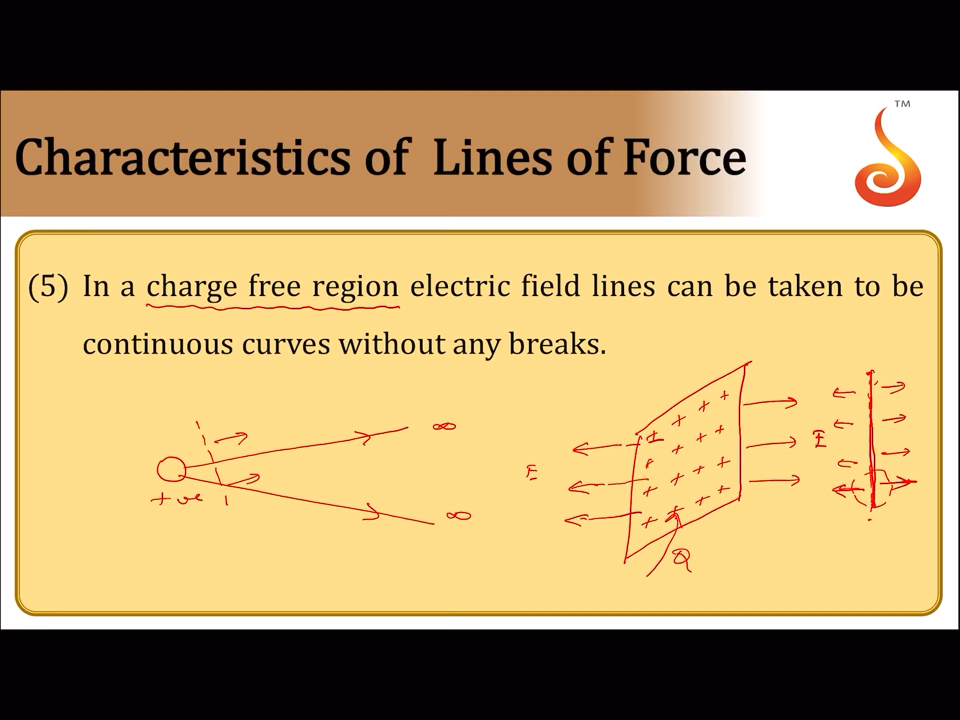 TM
Characteristics of Lines of Force
(5) In a charge free region electric field lines can be taken to be
continuous curves without any breaks.
∞
+ve
∞
E
+ + +
+ + +
+ + +
+ + +
Q
E